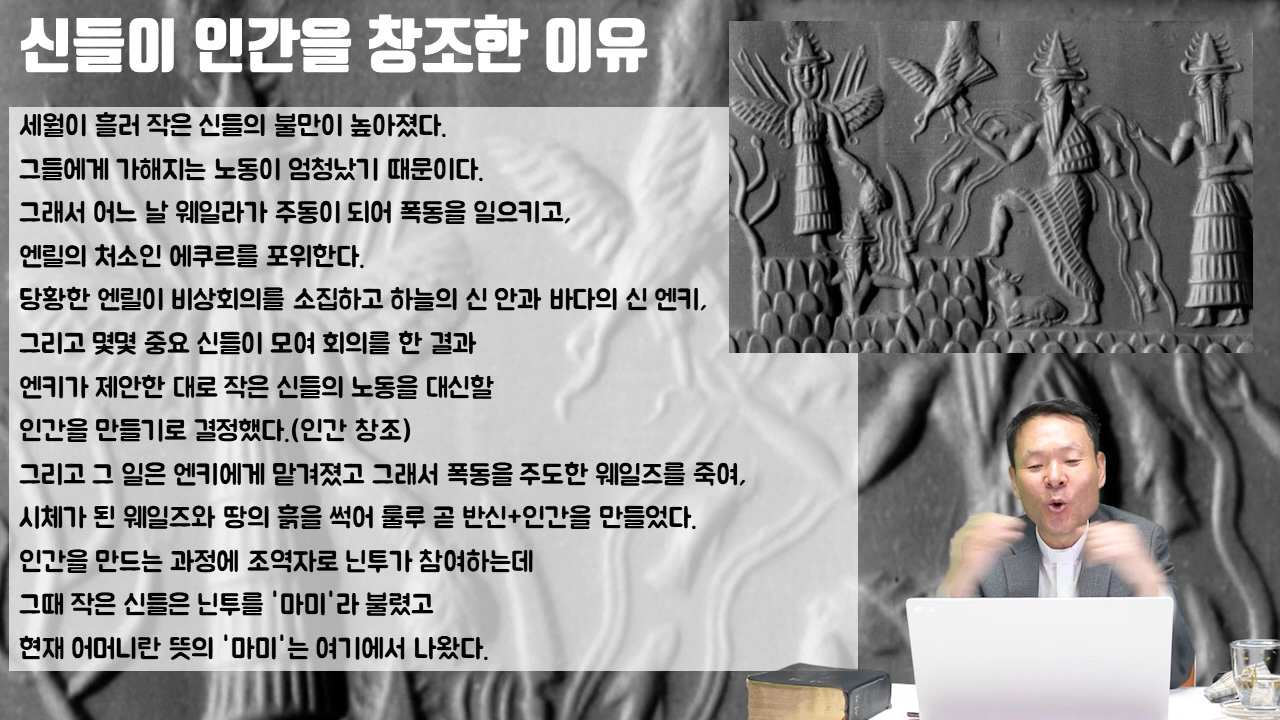 신들이 인간을 창조한 이유
세월이 흘러 작은 신들의 불만이 높아졌다.
그들에게 가해지는 노동이 엄청났기 때문이다.
그래서 어느 날 웨일라가 주동이 되어 폭동을 일으키고,
엔릴의 처소인 에쿠르를 포위한다.
당황한 엔릴이 비상회의를 소집하고 하늘의 신 안과 바다의 신 엔키,
그리고 몇몇 중요 신들이 모여 회의를 한 결과
엔키가 제안한 대로 작은 신들의 노동을 대신할
인간을 만들기로 결정했다.(인간 창조)
그리고 그 일은 엔키에게 맡겨졌고 그래서 폭동을 주도한 웨일즈를 죽여,
시체가 된 웨일즈와 땅의 흙을 썩어 룰루 곧 반신+인간을 만들었다.
인간을 만드는 과정에 조역자로 닌투가 참여하는데
그때 작은 신들은 닌투를 '마미'라 불렀고
현재 어머니란 뜻의 '마미'는 여기에서 나왔다.